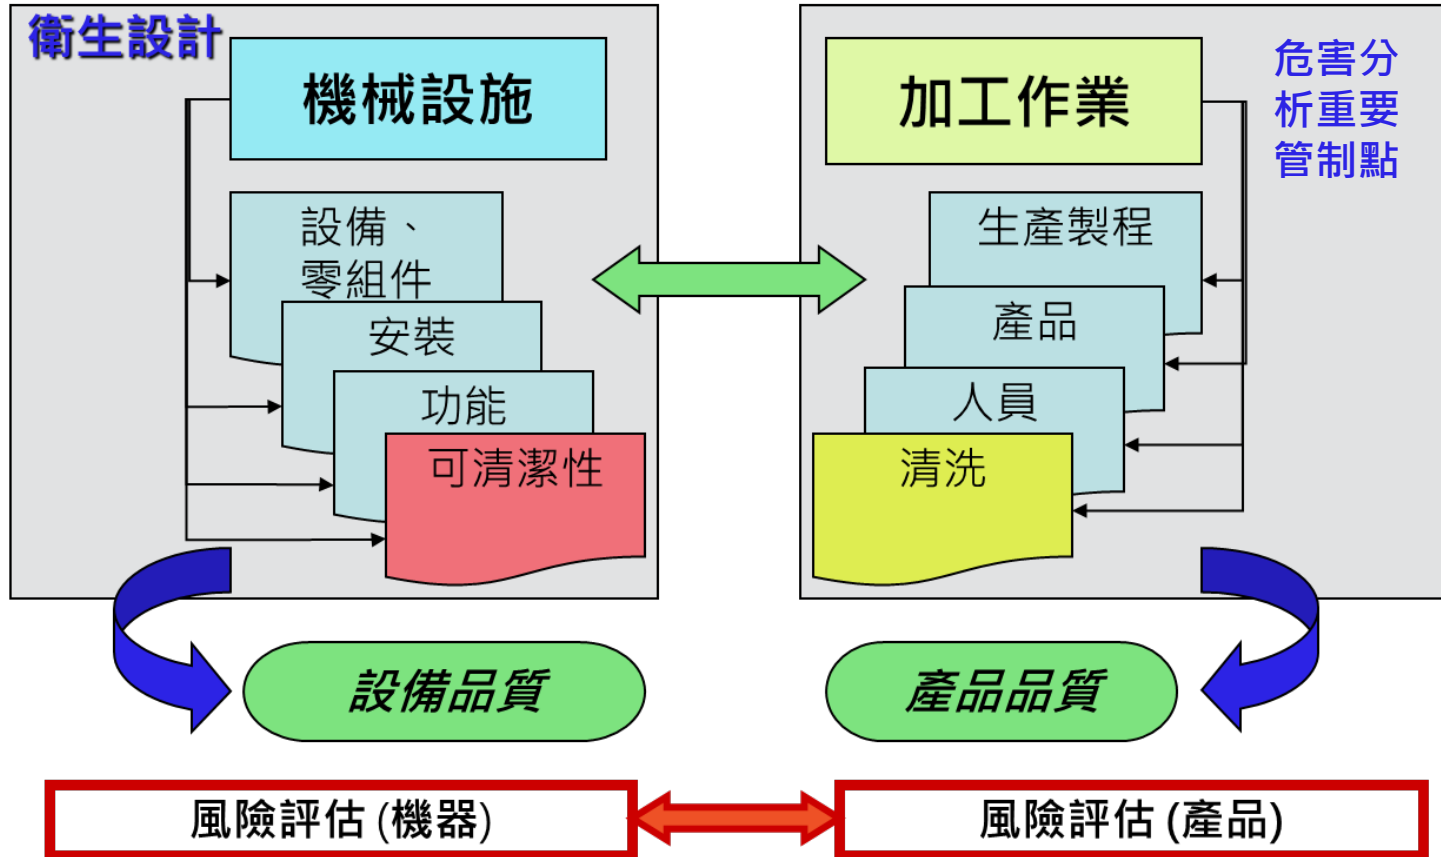 衛生設計
機械設施
設備、
零組件
安裝
功能
可清潔性
加工作業
危害分
析重要
管制點
生產製程
產品
人員
清洗
設備品質
產品品質
風險評估 (機器)
風險評估 (產品)